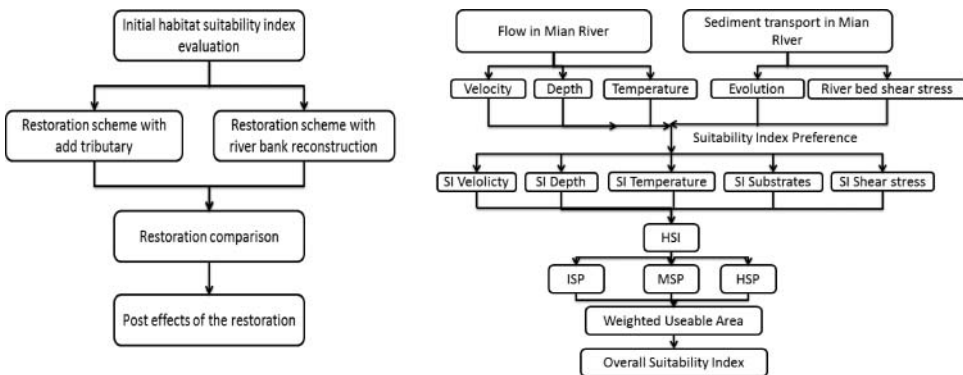 Initial habitat suitability index
evaluation
Restoration scheme with
add tributary
Restoration scheme with
river bank reconstruction
Restoration comparison
Post effects of the restoration
Flow in Mian River
Sediment transport in Mian
RIver
Velocity
Depth
Temperature
Evolution
River bed shear stress
Suitability Index Preference
SI Velolicty
SI Depth
SI Temperature
SI Substrates
SI Shear stress
HSI
ISP
MSP
HSP
Weighted Useable Area
Overall Suitability Index